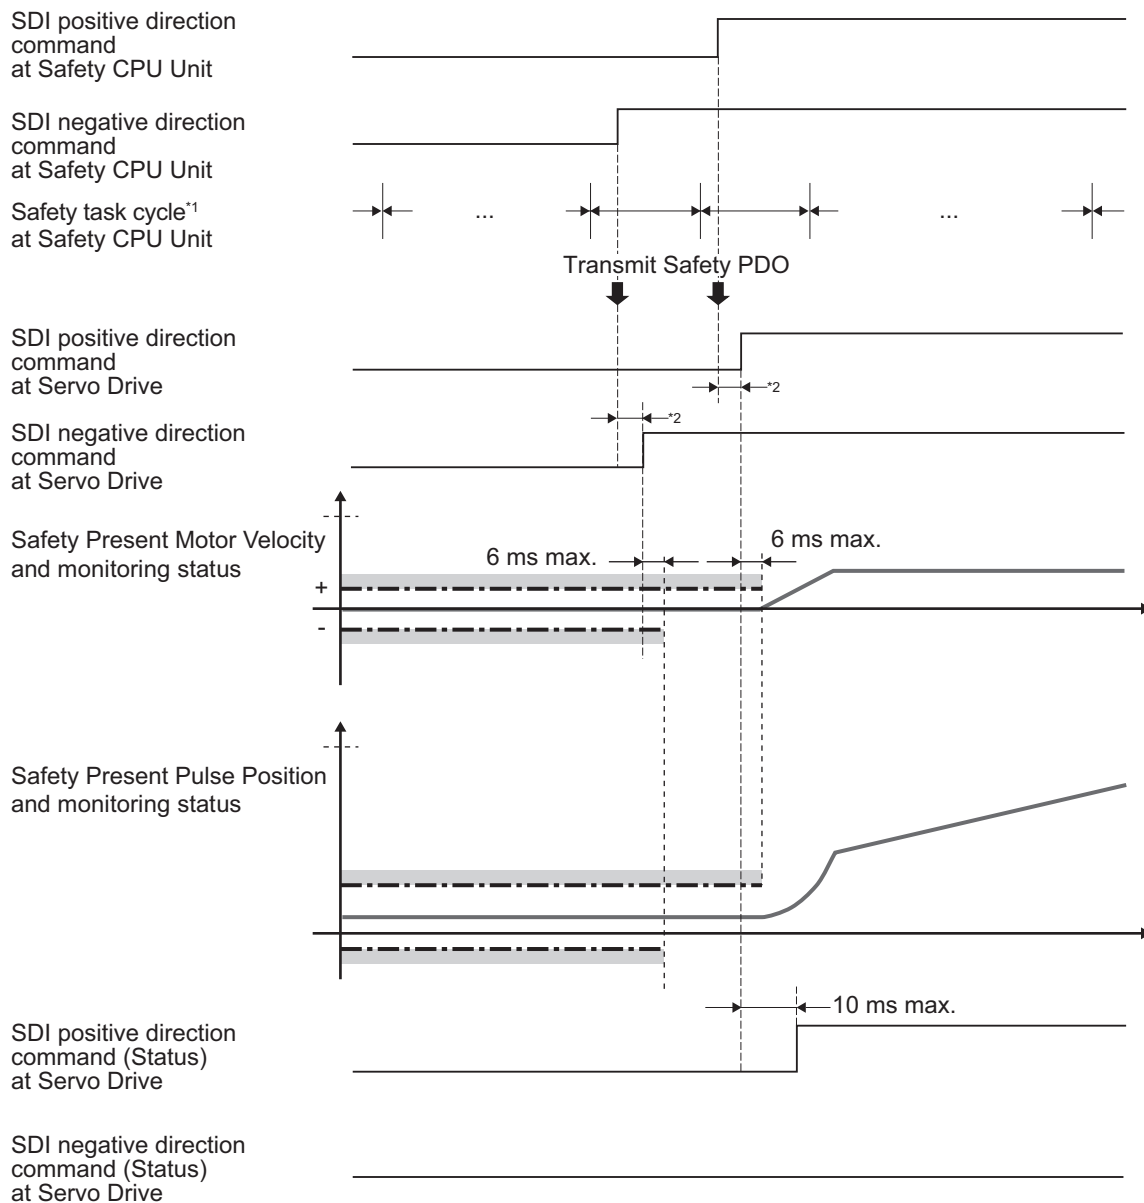 SDI positive direction
command
at Safety CPU Unit
SDI negative direction
command
at Safety CPU Unit
Safety task cycle*1
at Safety CPU Unit
...
...
Transmit Safety PDO
SDI positive direction
command
at Servo Drive
*2
SDI negative direction
command
at Servo Drive
*2
Safety Present Motor Velocity
and monitoring status
6 ms max.
6 ms max.
+
-
Safety Present Pulse Position
and monitoring status
10 ms max.
SDI positive direction
command (Status)
at Servo Drive
SDI negative direction
command (Status)
at Servo Drive